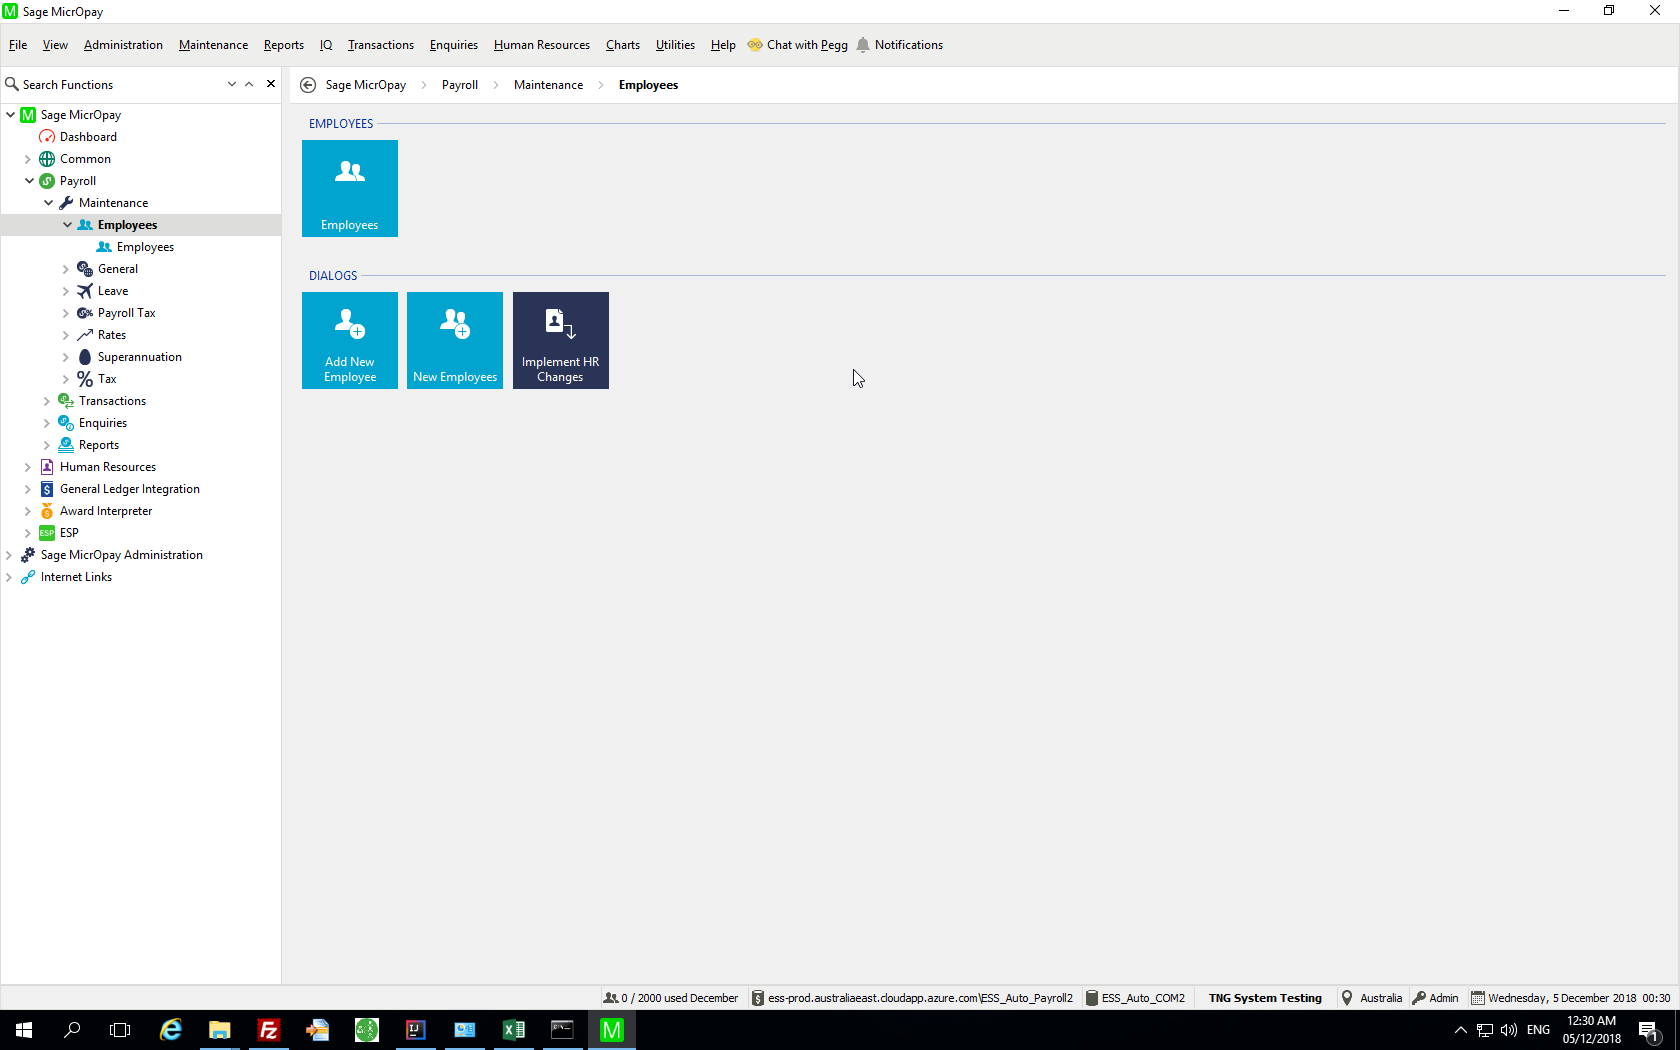 Sage MicrOpay
File View Administration Maintenance Reports IQ Transactions Enquiries Human Resources Charts Utilities Help Chat with Pegg Notifications
Search Functions
Sage MicrOpay Payroll Maintenance Employees
Sage MicrOpay
Dashboard
Common
Payroll
Maintenance
Employees
Employees
General
Leave
Payroll Tax
Rates
Superannuation
Tax
Transactions
Enquiries
Reports
Human Resources
General Ledger Integration
Award Interpreter
ESP ESP
Sage MicrOpay Administration
Internet Links
EMPLOYEES
Employees
DIALOGS
Add New
Employee
New Employees
Implement HR
Changes
0 / 2000 used December ess-prod.australiaeast.cloudapp.azure.com\ESS_Auto_Payroll2 ESS_Auto_COM2 TNG System Testing Australia Admin Wednesday, 5 December 2018 00:30
ENG
12:30 AM
05/12/2018
1